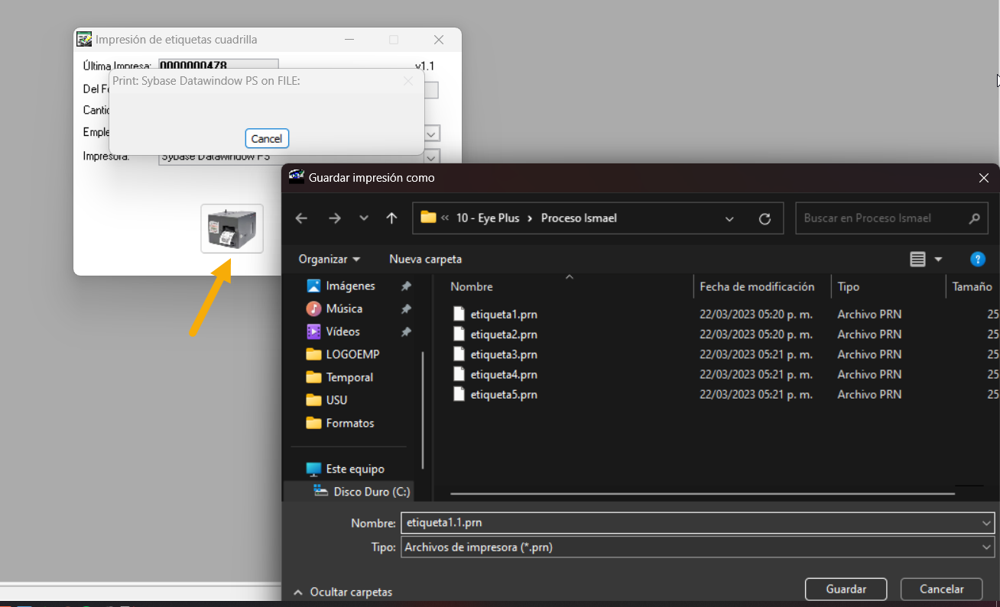 Impresión de etiquetas cuadrilla
Última Impresa: 0000000478 v1.1
Print: Sybase Datawindow PS on FILE:
Del Fo
Cantid
Emple
Cancel
Impresora: Sybase Datawindow PS
Guardar impresión como
« 10 - Eye Plus › Proceso Ismael
Buscar en Proceso Ismael
Organizar
Nueva carpeta
?
Imágenes
Música
Vídeos
LOGOEMP
Temporal
USU
Formatos
Este equipo
Disco Duro (C:)
Nombre Fecha de modificación Tipo Tamaño
etiqueta1.prn 22/03/2023 05:20 p. m. Archivo PRN 25
etiqueta2.prn 22/03/2023 05:20 p. m. Archivo PRN 25
etiqueta3.prn 22/03/2023 05:21 p. m. Archivo PRN 25
etiqueta4.prn 22/03/2023 05:21 p. m. Archivo PRN 25
etiqueta5.prn 22/03/2023 05:21 p. m. Archivo PRN 25
Nombre: etiqueta1.1.prn
Tipo: Archivos de impresora (*.prn)
Ocultar carpetas
Guardar
Cancelar